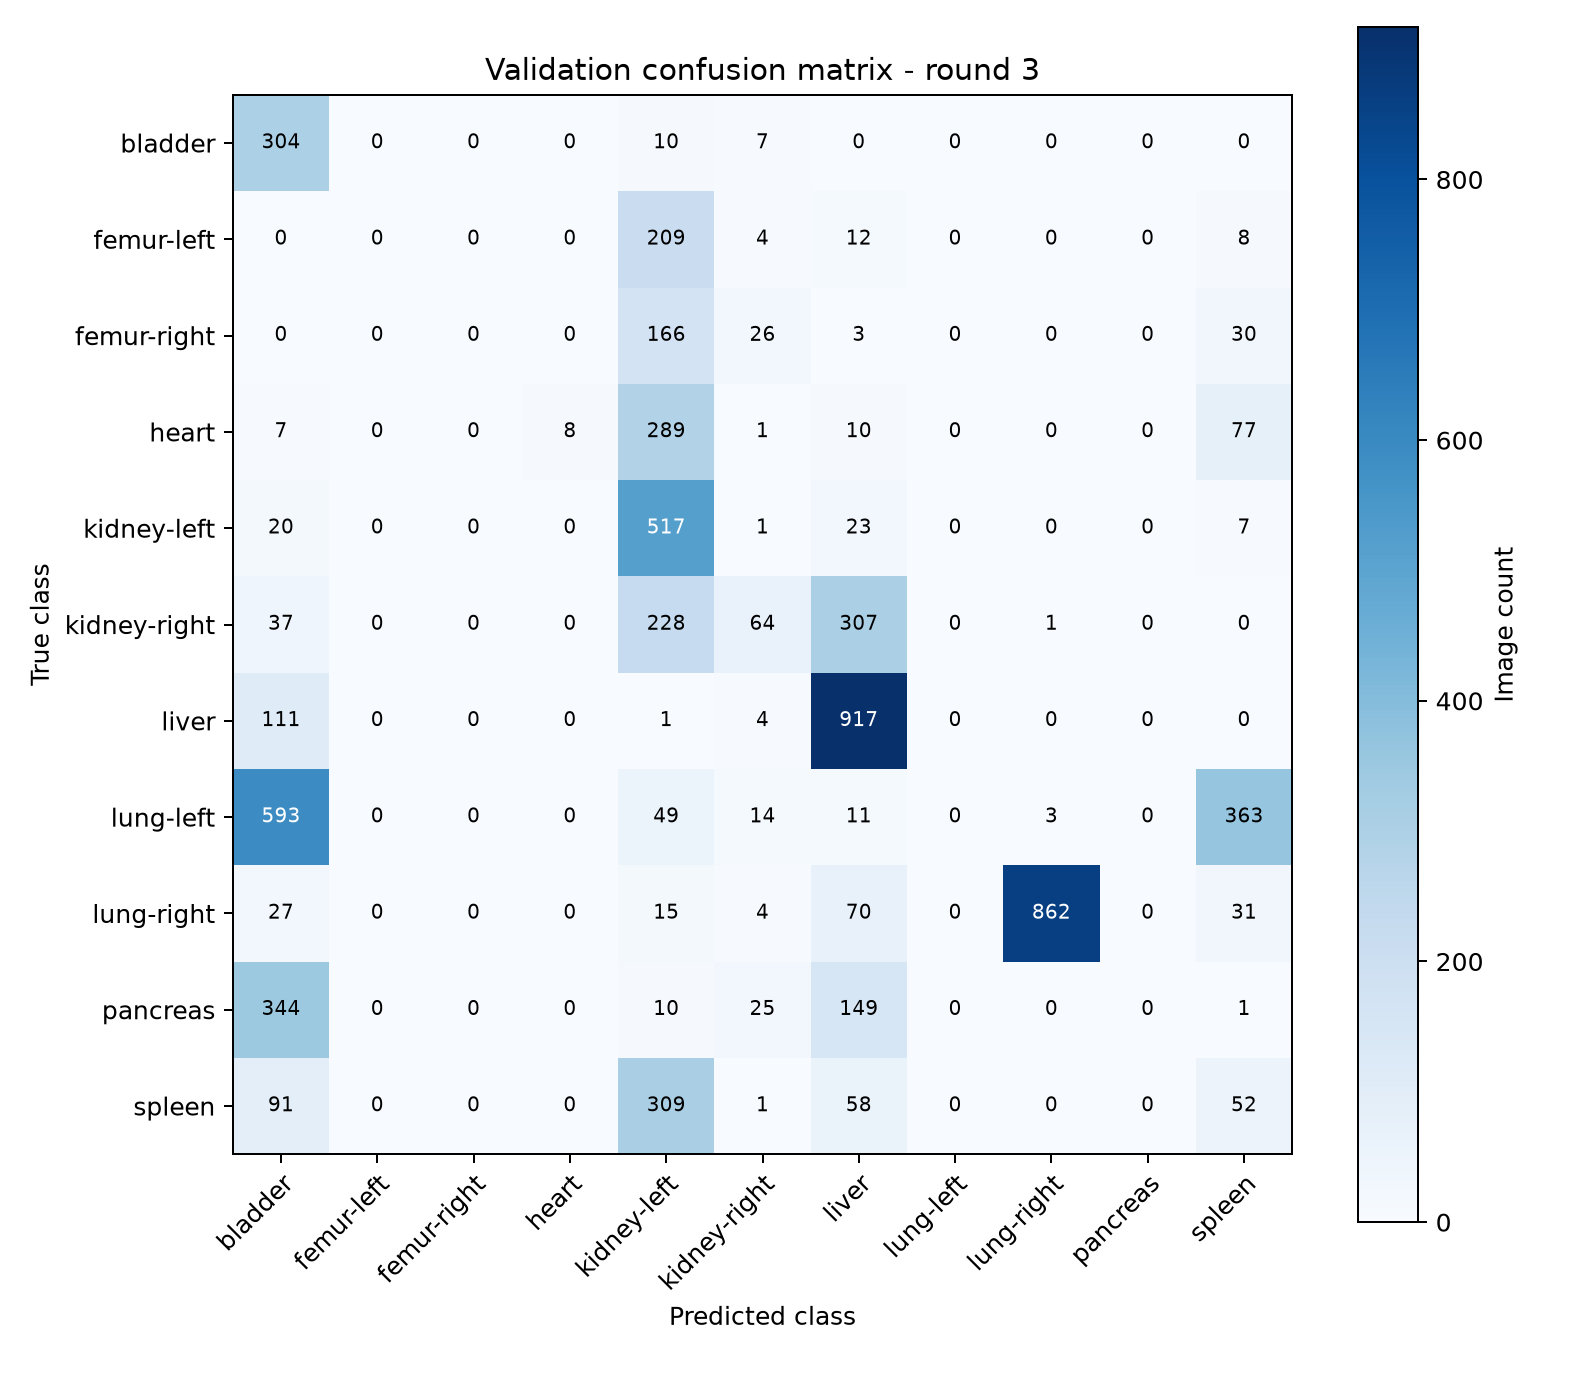 Validation confusion matrix - round 3
bladder 304 0 0 0 10 7 0 0 0 0 0
femur-left 0 0 0 0 209 4 12 0 0 0 8
femur-right 0 0 0 0 166 26 3 0 0 0 30
heart 7 0 0 8 289 1 10 0 0 0 77
kidney-left 20 0 0 0 517 1 23 0 0 0 7
kidney-right 37 0 0 0 228 64 307 0 1 0 0
liver 111 0 0 0 1 4 917 0 0 0 0
lung-left 593 0 0 0 49 14 11 0 3 0 363
lung-right 27 0 0 0 15 4 70 0 862 0 31
pancreas 344 0 0 0 10 25 149 0 0 0 1
spleen 91 0 0 0 309 1 58 0 0 0 52
bladder femur-left femur-right heart kidney-left kidney-right liver lung-left lung-right pancreas spleen
Predicted class
True class
800
600
400
200
0
Image count